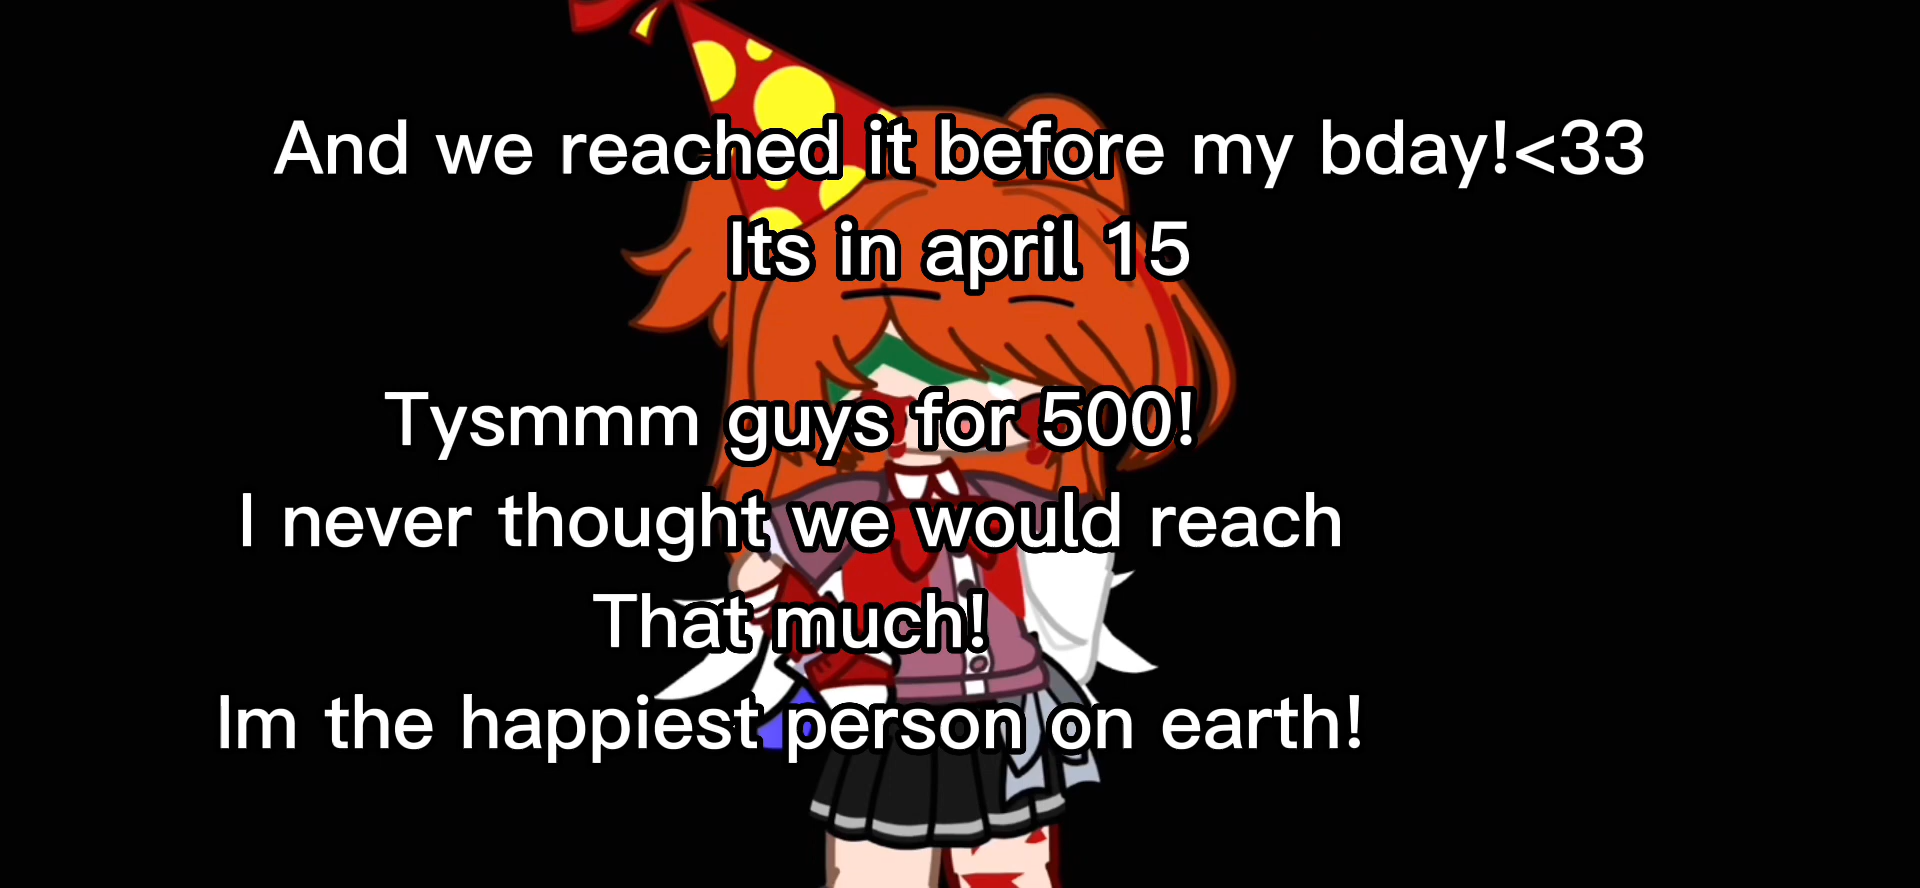 And we reached it before my bday!<33
Its in april 15
Tysmmm guys for 500!
I never thought we would reach
That much!
Im the happiest person on earth!